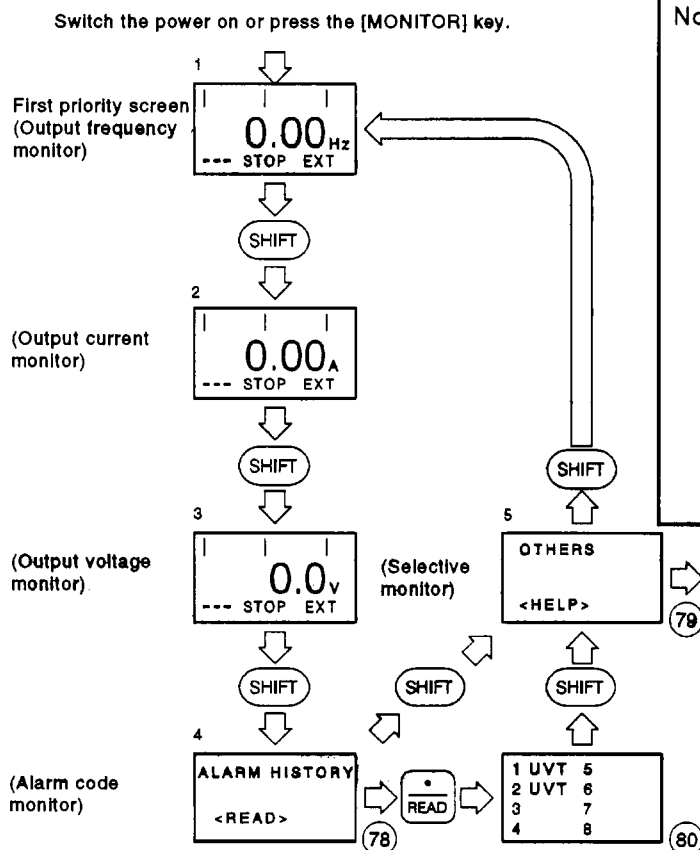 Switch the power on or press the [MONITOR] key.
No
1
First priority screen
(Output frequency
monitor)
0.00Hz
--- STOP EXT
SHIFT
2
(Output current
monitor)
0.00A
--- STOP EXT
SHIFT
SHIFT
3
(Output voltage
monitor)
0.0V
--- STOP EXT
(Selective
monitor)
5
OTHERS
<HELP>
79
SHIFT
SHIFT
SHIFT
4
(Alarm code
monitor)
ALARM HISTORY
<READ>
78
READ
1 UVT 5
2 UVT 6
3 7
4 8
80